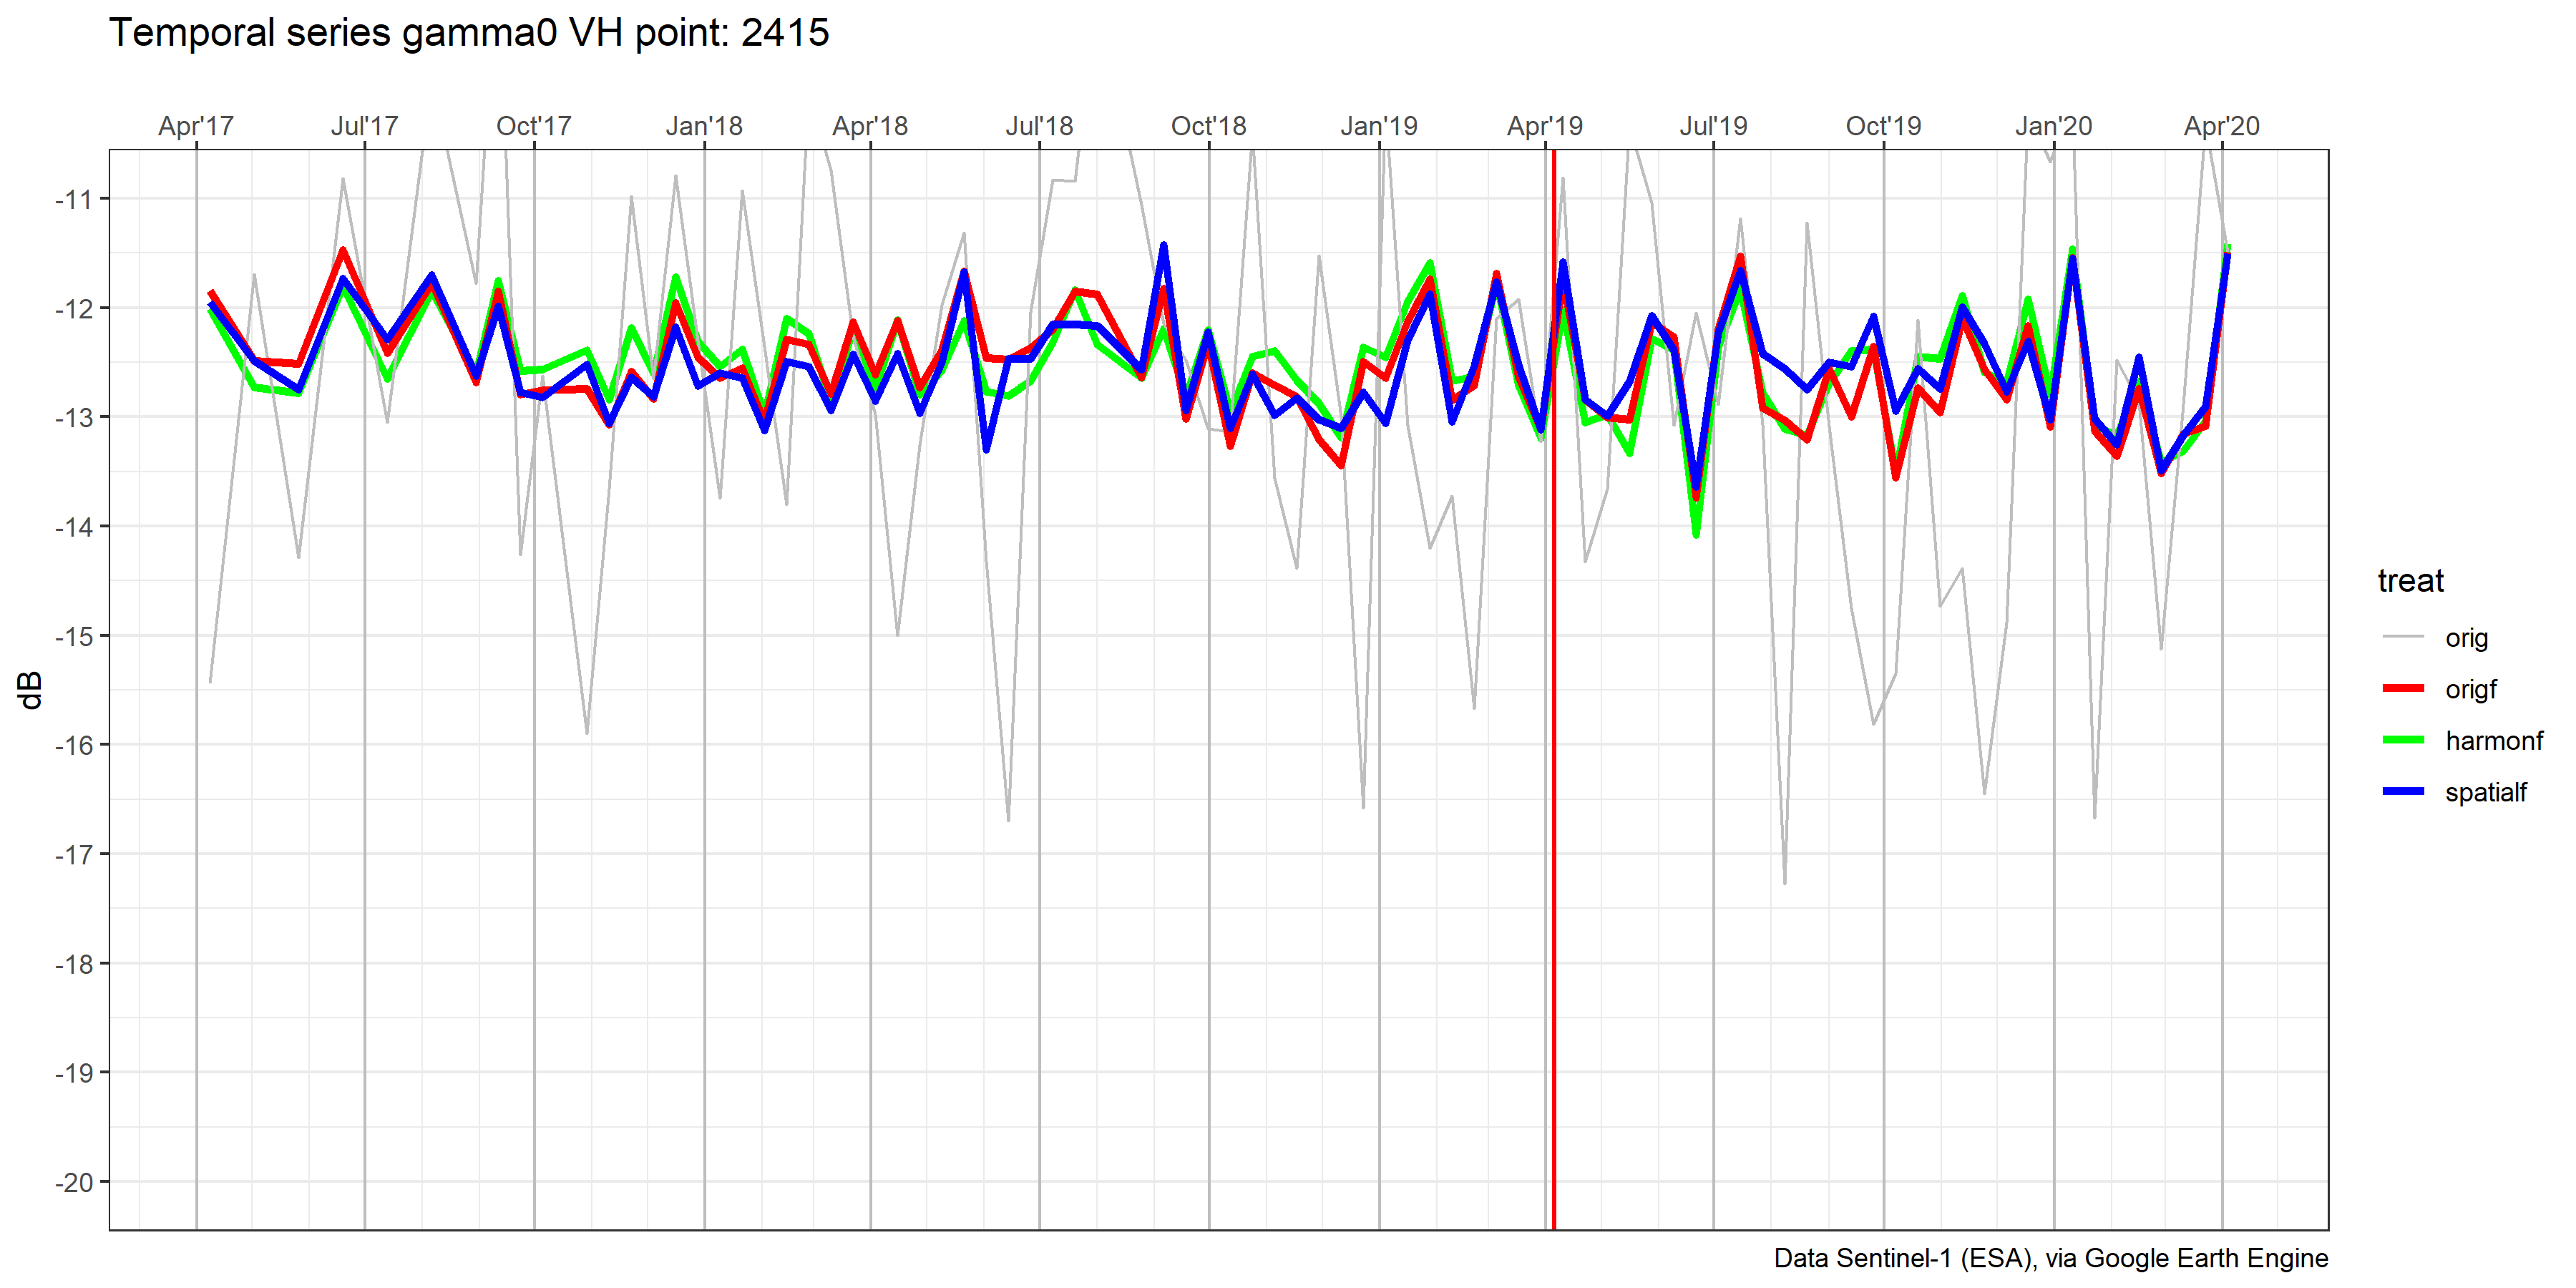 Temporal series gamma0 VH point: 2415
Apr'17 Jul'17 Oct'17 Jan'18 Apr'18 Jul'18 Oct'18 Jan'19 Apr'19 Jul'19 Oct'19 Jan'20 Apr'20
-11
-12
-13
-14
-15
-16
-17
-18
-19
-20
dB
treat
orig
origf
harmonf
spatialf
Data Sentinel-1 (ESA), via Google Earth Engine